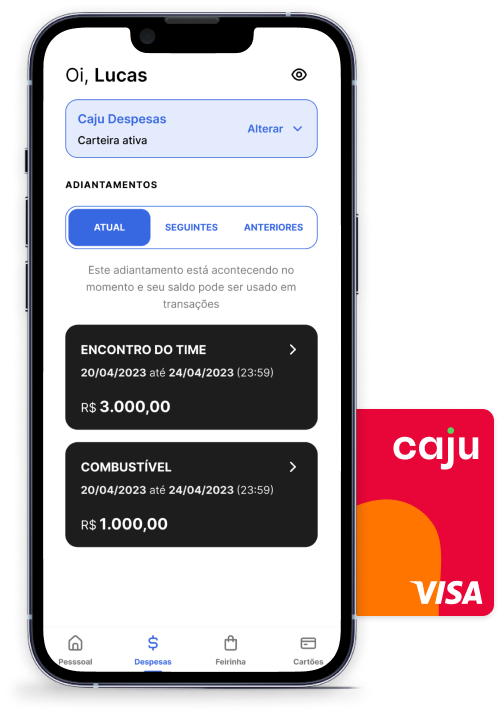 Oi, Lucas
Caju Despesas
Carteira ativa
Alterar
ADIANTAMENTOS
ATUAL
SEGUINTES
ANTERIORES
Este adiantamento está acontecendo no
momento e seu saldo pode ser usado em
transações
ENCONTRO DO TIME
20/04/2023 até 24/04/2023 (23:59)
R$ 3.000,00
COMBUSTÍVEL
20/04/2023 até 24/04/2023 (23:59)
R$ 1.000,00
Pesssoal
Despesas
Feirinha
Cartões
caju
VISA